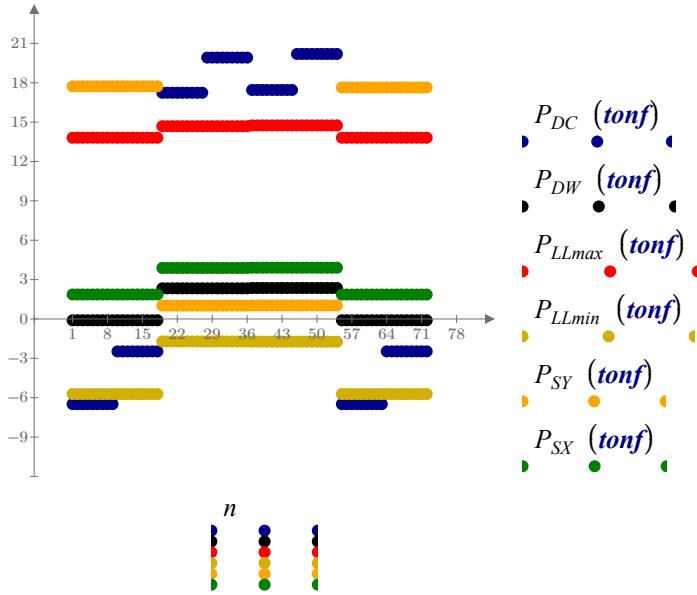 21
18
15
12
9
6
3
0
1 8 15 22 29 36 43 50 57 64 71 78
−3
−6
−9
P_DC (tonf)
P_DW (tonf)
P_LLmax (tonf)
P_LLmin (tonf)
P_SY (tonf)
P_SX (tonf)
n